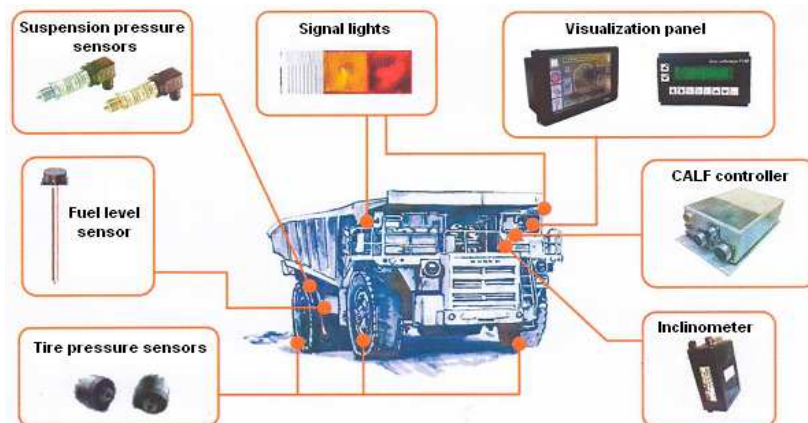 Suspension pressure
sensors
Signal lights
Visualization panel
Fuel level
sensor
CALF controller
Tire pressure sensors
Inclinometer